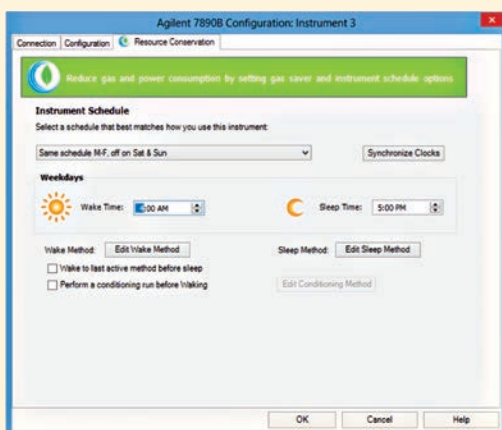 Agilent 7890B Configuration: Instrument 3
Connection Configuration Resource Conservation
Reduce gas and power consumption by setting gas saver and instrument schedule options
Instrument Schedule
Select a schedule that best matches how you use this instrument:
Same schedule M-F, off on Sat & Sun Synchronize Clocks
Weekdays
Wake Time: :00 AM Sleep Time: 5:00 PM
Wake Method: Edit Wake Method Sleep Method: Edit Sleep Method
Wake to last active method before sleep
Perform a conditioning run before Waking Edit Conditioning Method
OK Cancel Help